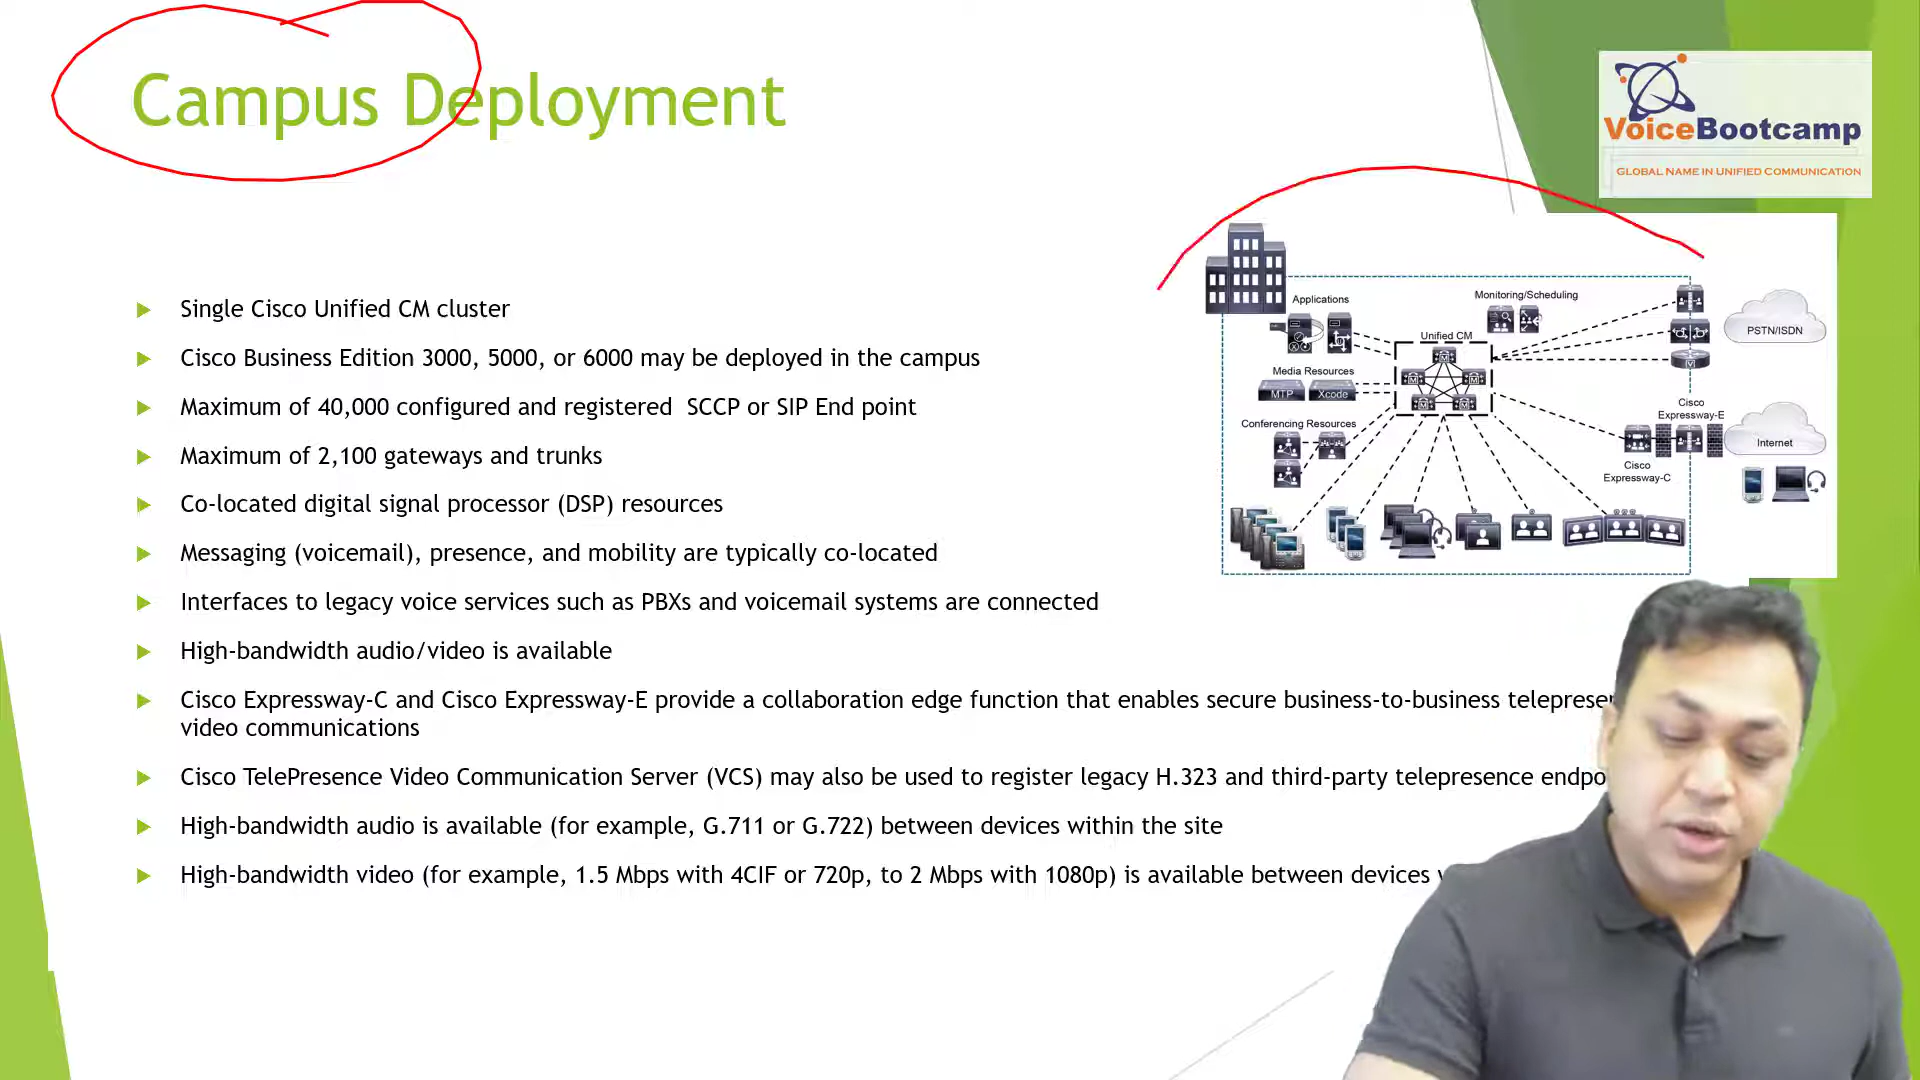 Campus Deployment
VoiceBootcamp
GLOBAL NAME IN UNIFIED COMMUNICATION
Single Cisco Unified CM cluster
Cisco Business Edition 3000, 5000, or 6000 may be deployed in the campus
Maximum of 40,000 configured and registered SCCP or SIP End point
Maximum of 2,100 gateways and trunks
Co-located digital signal processor (DSP) resources
Messaging (voicemail), presence, and mobility are typically co-located
Interfaces to legacy voice services such as PBXs and voicemail systems are connected
High-bandwidth audio/video is available
Cisco Expressway-C and Cisco Expressway-E provide a collaboration edge function that enables secure business-to-business
video communications
Cisco TelePresence Video Communication Server (VCS) may also be used to register legacy H.323 and third-party telepresence
High-bandwidth audio is available (for example, G.711 or G.722) between devices within the site
High-bandwidth video (for example, 1.5 Mbps with 4CIF or 720p, to 2 Mbps with 1080p) is available between devices
Applications
Monitoring/Scheduling
Unified CM
PSTN/ISDN
Media Resources
MTP
Xcode
Conferencing Resources
Cisco
Expressway-E
Internet
Cisco
Expressway-C